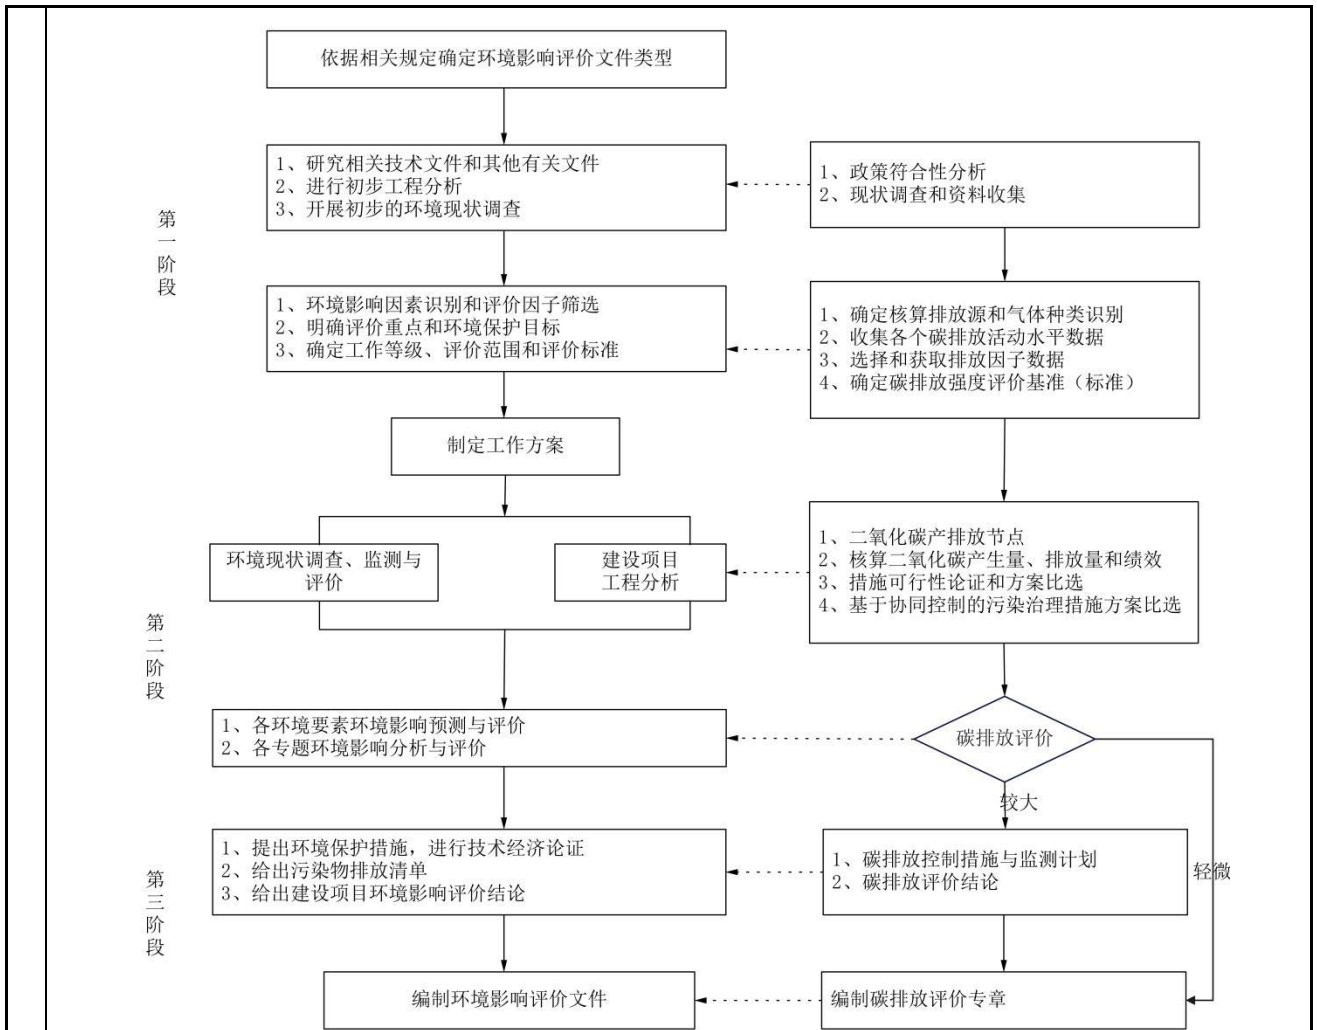 依据相关规定确定环境影响评价文件类型
第一阶段
1、研究相关技术文件和其他有关文件
2、进行初步工程分析
3、开展初步的环境现状调查
1、政策符合性分析
2、现状调查和资料收集
1、环境影响因素识别和评价因子筛选
2、明确评价重点和环境保护目标
3、确定工作等级、评价范围和评价标准
1、确定核算排放源和气体种类识别
2、收集各个碳排放活动水平数据
3、选择和获取排放因子数据
4、确定碳排放强度评价基准（标准）
制定工作方案
第二阶段
环境现状调查、监测与
评价
建设项目
工程分析
1、二氧化碳产排放节点
2、核算二氧化碳产生量、排放量和绩效
3、措施可行性论证和方案比选
4、基于协同控制的污染治理措施方案比选
1、各环境要素环境影响预测与评价
2、各专题环境影响分析与评价
碳排放评价
较大
轻微
第三阶段
1、提出环境保护措施，进行技术经济论证
2、给出污染物排放清单
3、给出建设项目环境影响评价结论
1、碳排放控制措施与监测计划
2、碳排放评价结论
编制环境影响评价文件
编制碳排放评价专章